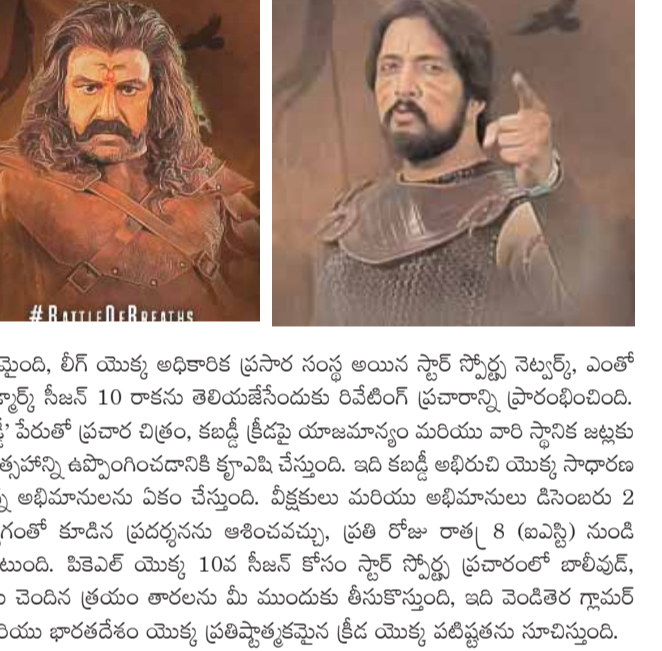 #BattleOfBreaths
మైంది, లీగ్ యొక్క అధికారిక ప్రసార సంస్థ అయిన స్టార్ స్పోర్ట్స నెట్వర్క్, ఎంతో
మార్క్ సీజన్ 10 రాకను తెలియజేసేందుకు రివేటింగ్ ప్రచారాన్ని ప్రారంభించింది.
పేరుతో ప్రచార చిత్రం, కబడ్డీ క్రీడపై యాజమాన్యం మరియు వారి స్థానిక జట్లకు
త్సహాన్ని ఉప్పొంగించడానికి కౄఎషి చేస్తుంది. ఇది కబడ్డీ అభిరుచి యొక్క సాధారణ
అభిమానులను ఏకం చేస్తుంది. వీక్షకులు మరియు అభిమానులు డిసెంబరు 2
గంతో కూడిన ప్రదర్శనను ఆశించవచ్చు, ప్రతి రోజు రాత్ర 8 (ఐఎస్టి) నుండి
టుంది. పికెఎల్ యొక్క 10వ సీజన్ కోసం స్టార్ స్పోర్ట్స ప్రచారంలో బాలీవుడ్,
చెందిన త్రయం తారలను మీ ముందుకు తీసుకొస్తుంది, ఇది వెండితెర గ్లామర్
రియు భారతదేశం యొక్క ప్రతిష్టాత్మకమైన క్రీడ యొక్క పటిష్టతను సూచిస్తుంది.